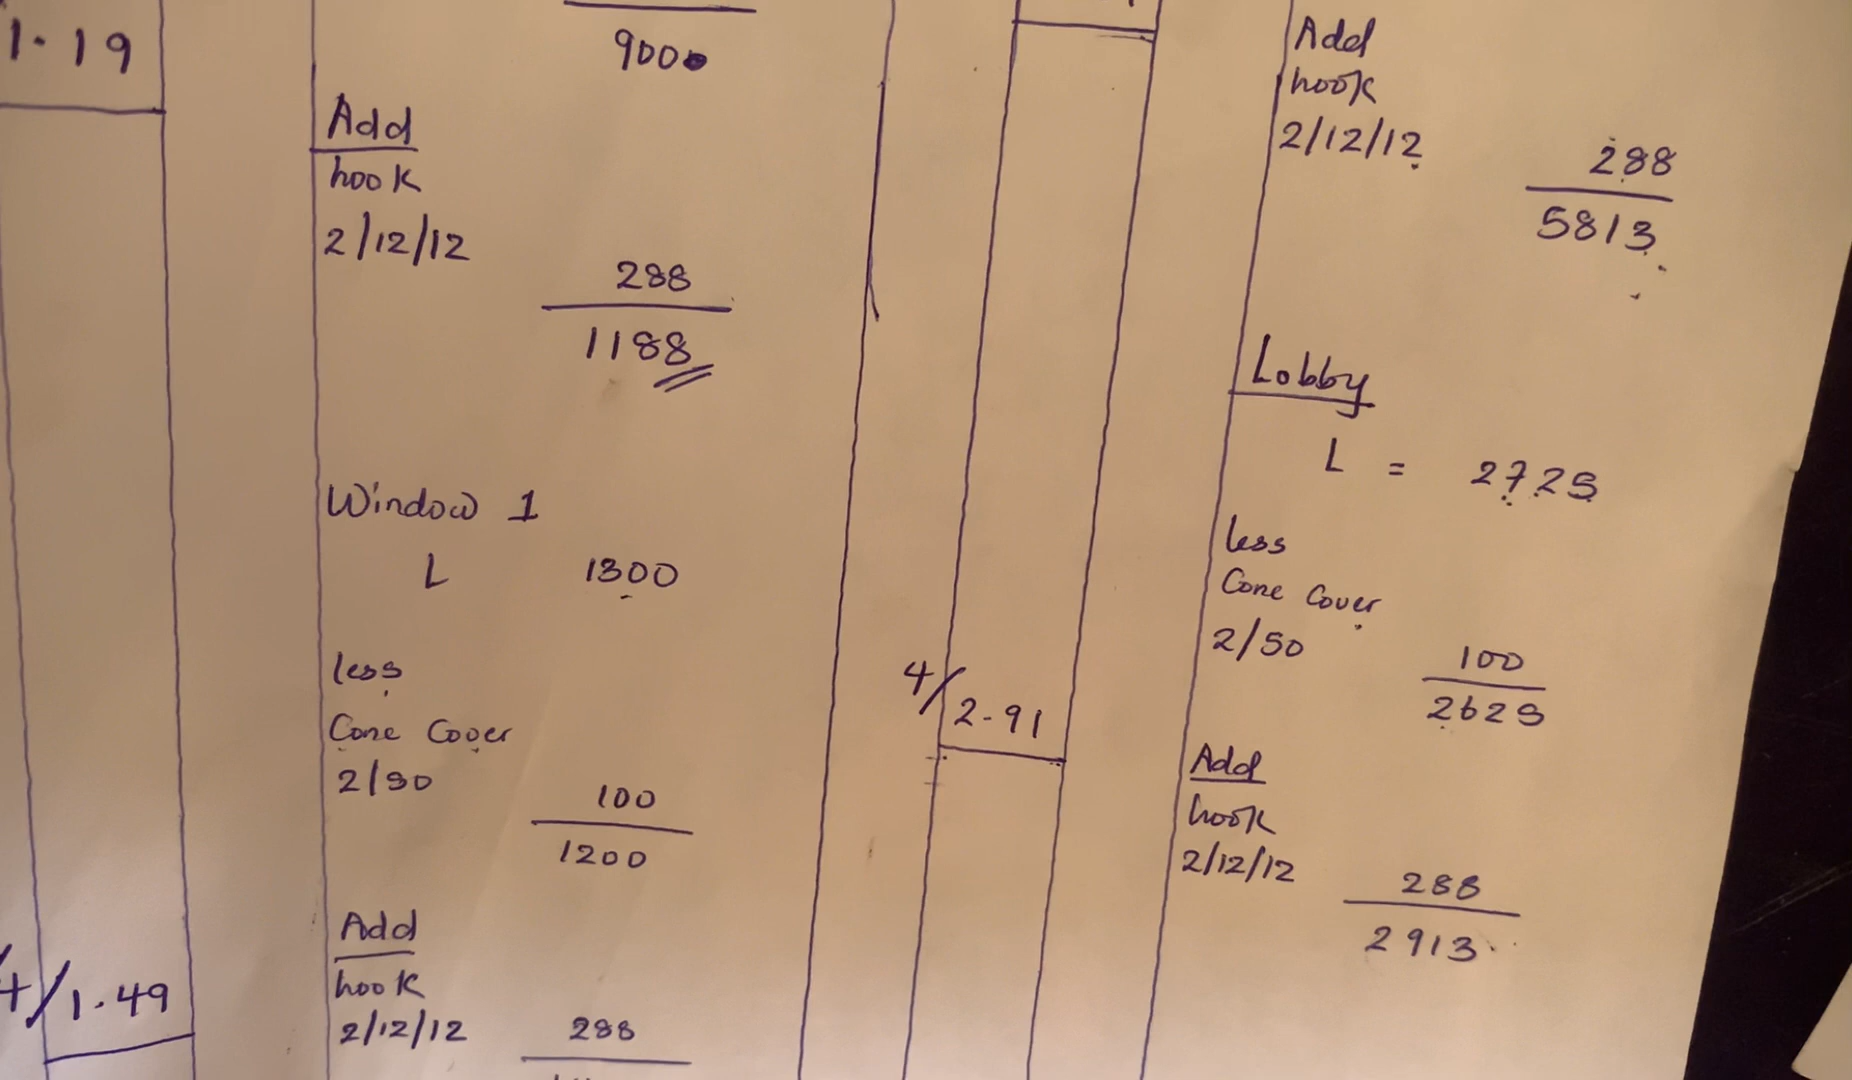 1.19
9000
Add
hook
2/12/12
288
1188
Window 1
L 1300
less
Conc Cover
2/50
100
1200
4/1.49
Add
hook
2/12/12 288
Add
hook
2/12/12
288
5813
Lobby
L = 2725
less
Conc Cover
2/50
100
2625
4/2.91
Add
hook
2/12/12
288
2913